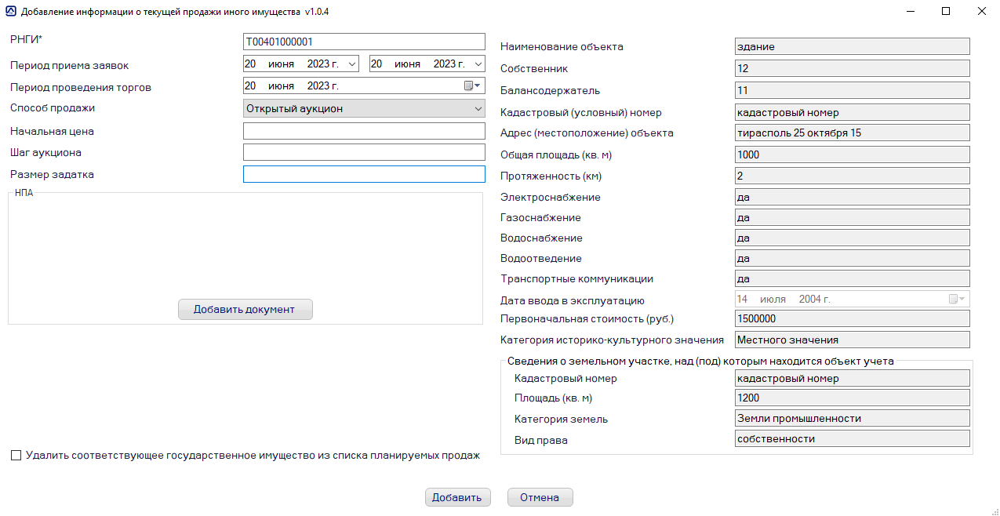 Добавление информации о текущей продажи иного имущества v1.0.4
РНГИ*
Т00401000001
Период приема заявок
20 июня 2023 г.
20 июня 2023 г.
Период проведения торгов
20 июня 2023 г.
Способ продажи
Открытый аукцион
Начальная цена
Шаг аукциона
Размер задатка
НПА
Добавить документ
Удалить соответствующее государственное имущество из списка планируемых продаж
Наименование объекта
здание
Собственник
12
Балансодержатель
11
Кадастровый (условный) номер
кадастровый номер
Адрес (местоположение) объекта
тирасполь 25 октября 15
Общая площадь (кв. м)
1000
Протяженность (км)
2
Электроснабжение
да
Газоснабжение
да
Водоснабжение
да
Водоотведение
да
Транспортные коммуникации
да
Дата ввода в эксплуатацию
14 июля 2004 г.
Первоначальная стоимость (руб.)
1500000
Категория историко-культурного значения
Местного значения
Сведения о земельном участке, над (под) которым находится объект учета
Кадастровый номер
кадастровый номер
Площадь (кв. м)
1200
Категория земель
Земли промышленности
Вид права
собственности
Добавить
Отмена